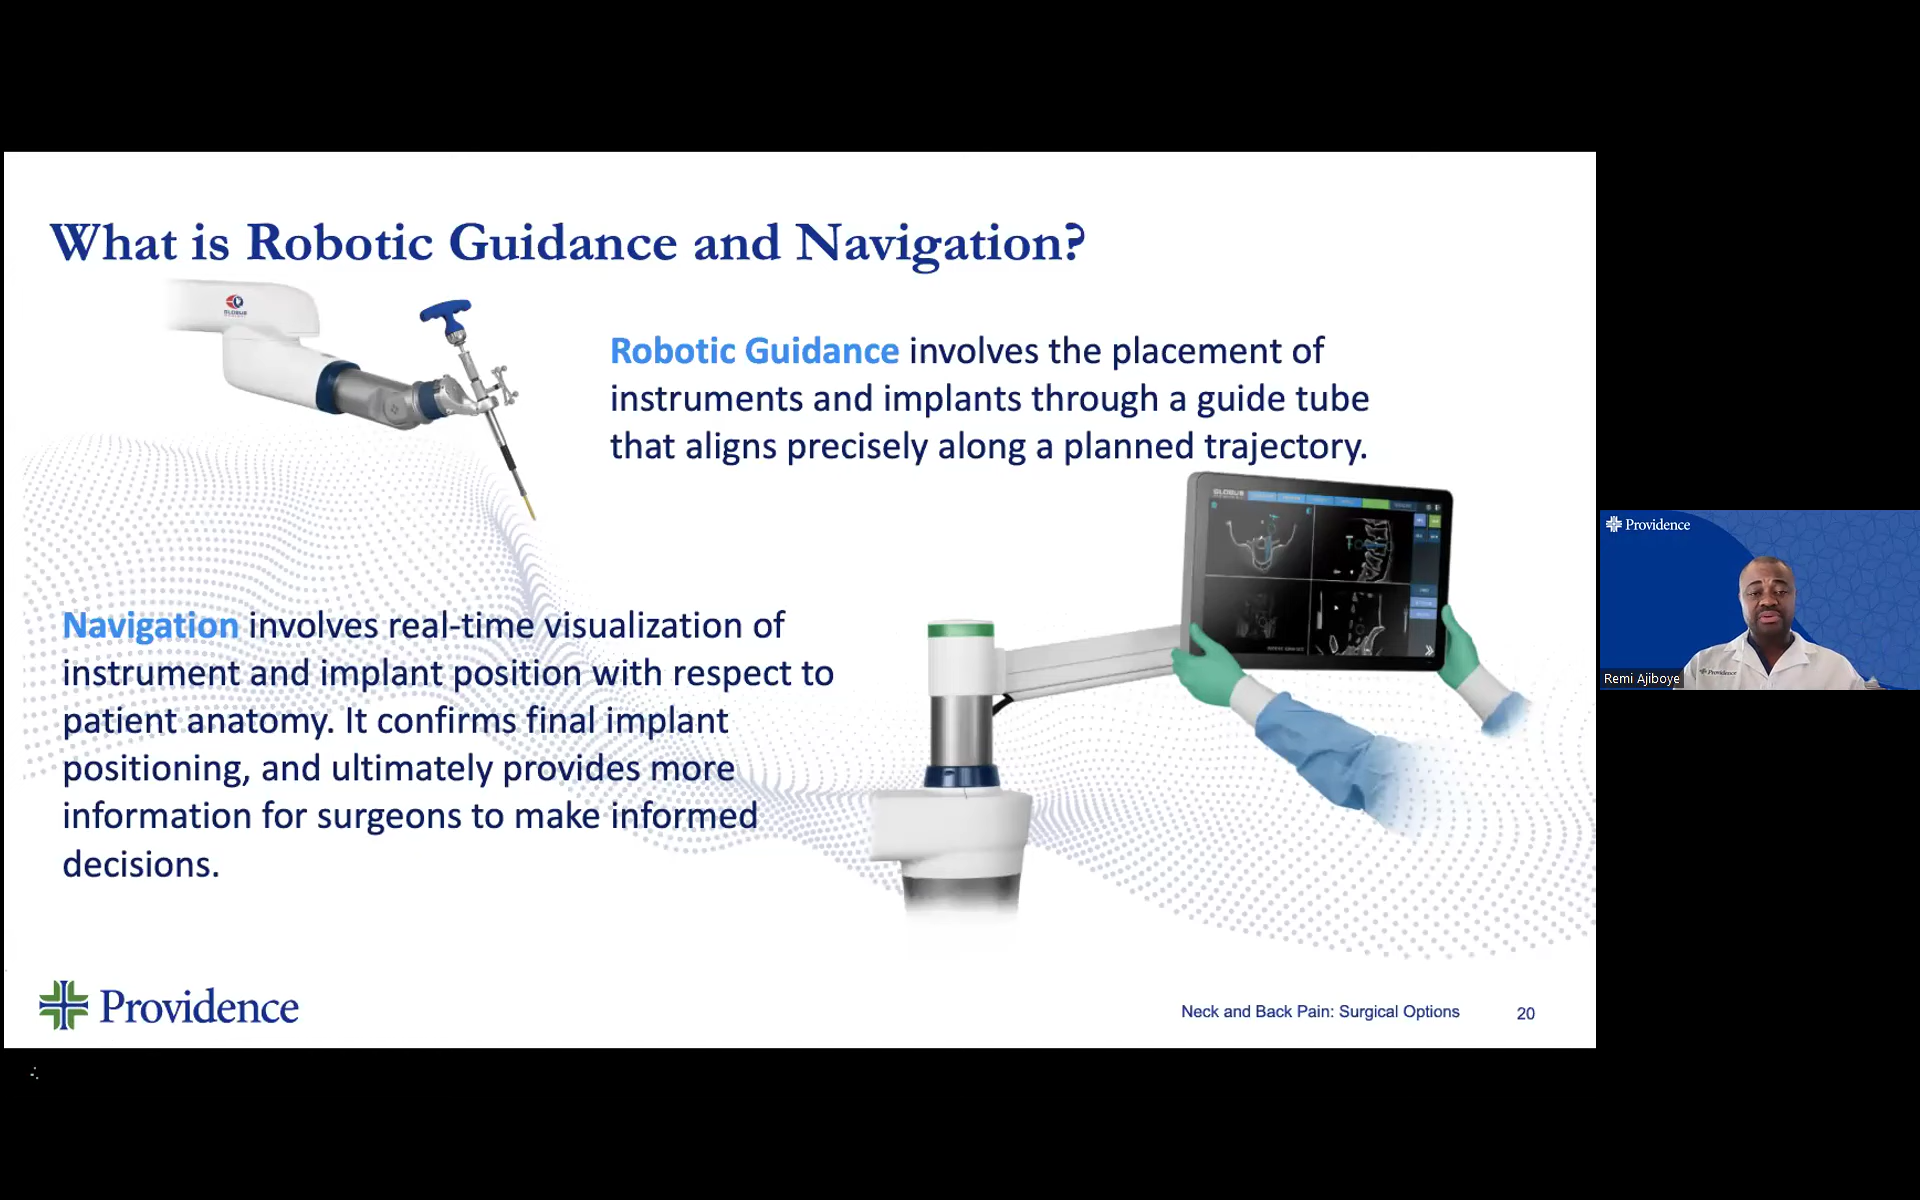 What is Robotic Guidance and Navigation?
GLOBUS
Robotic Guidance involves the placement of
instruments and implants through a guide tube
that aligns precisely along a planned trajectory.
GLOBUS
Navigation involves real-time visualization of
instrument and implant position with respect to
patient anatomy. It confirms final implant
positioning, and ultimately provides more
information for surgeons to make informed
decisions.
Providence
Neck and Back Pain: Surgical Options
20
Providence
Providence
Remi Ajiboye